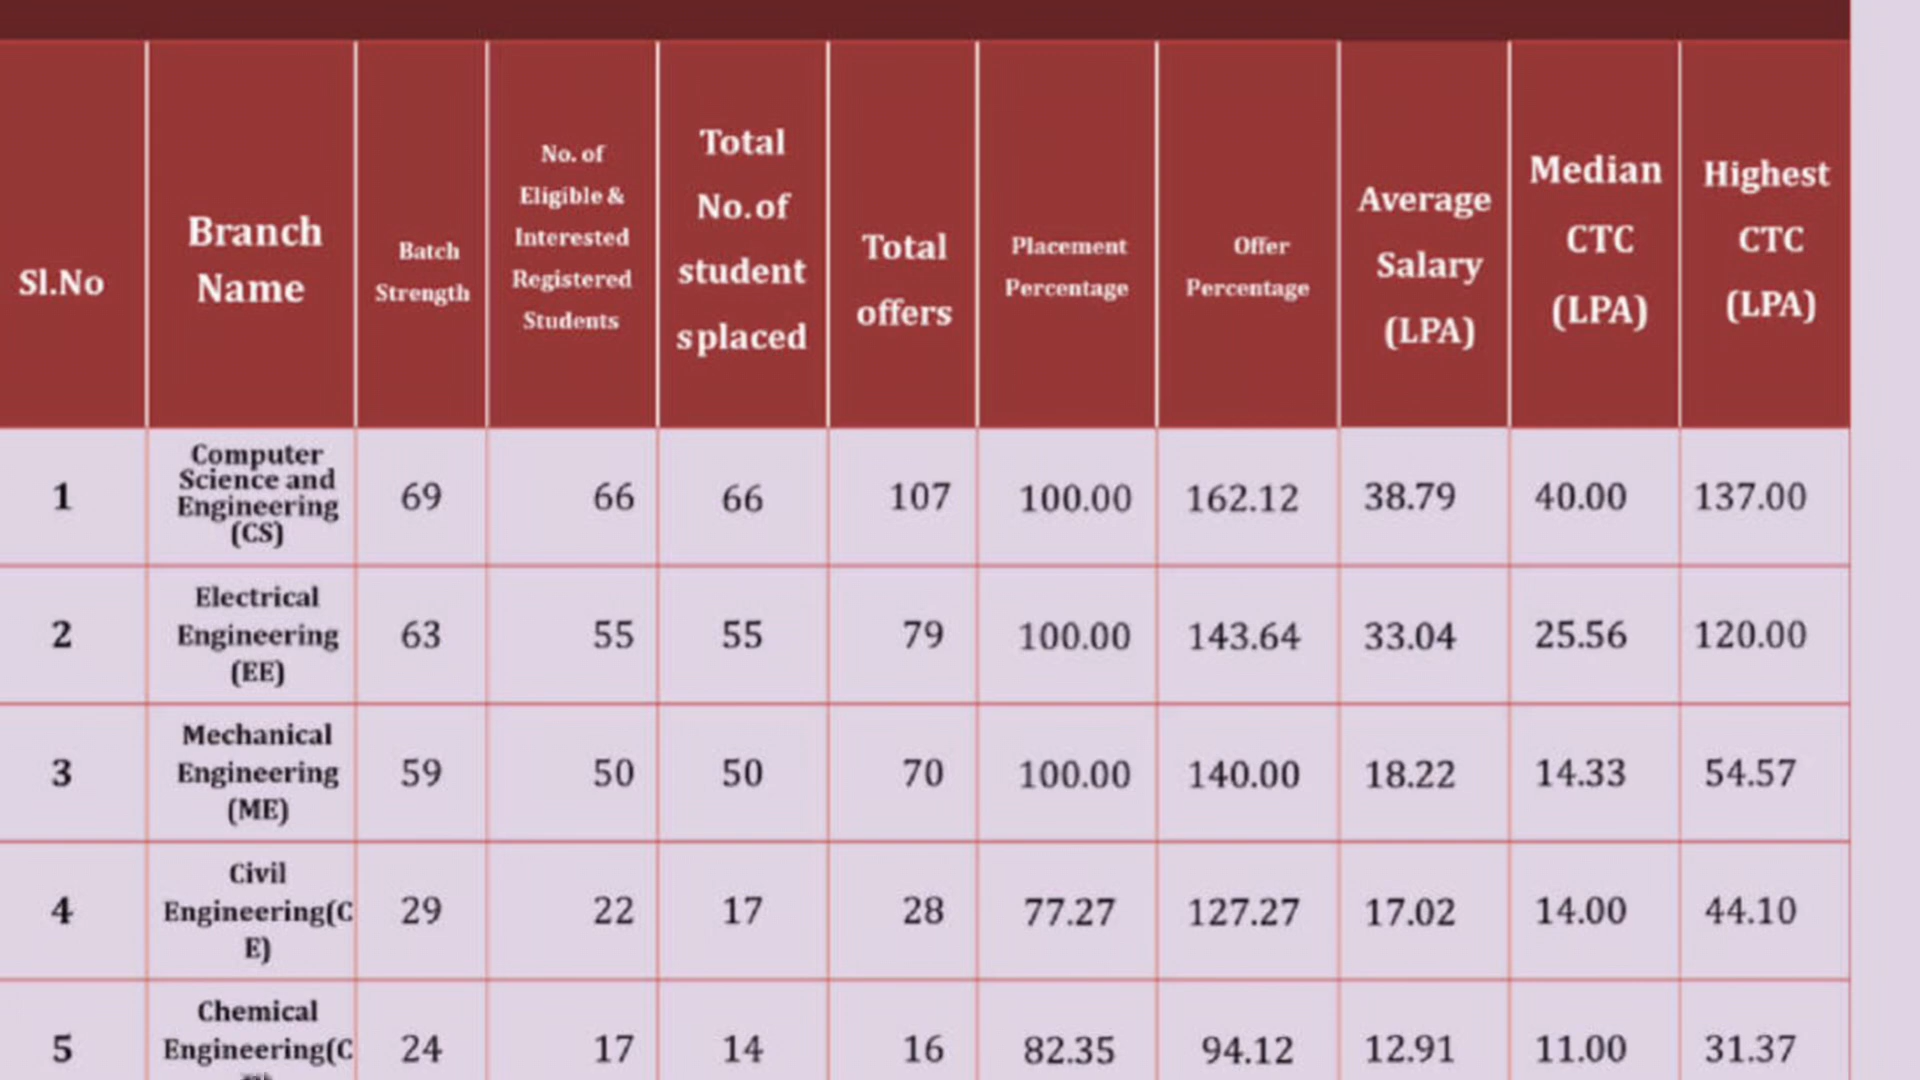 Sl.No Branch Name Batch Strength No. of Eligible & Interested Registered Students Total No.of student splaced Total offers Placement Percentage Offer Percentage Average Salary (LPA) Median CTC (LPA) Highest CTC (LPA)
1 Computer Science and Engineering (CS) 69 66 66 107 100.00 162.12 38.79 40.00 137.00
2 Electrical Engineering (EE) 63 55 55 79 100.00 143.64 33.04 25.56 120.00
3 Mechanical Engineering (ME) 59 50 50 70 100.00 140.00 18.22 14.33 54.57
4 Civil Engineering(C E) 29 22 17 28 77.27 127.27 17.02 14.00 44.10
5 Chemical Engineering(C 24 17 14 16 82.35 94.12 12.91 11.00 31.37